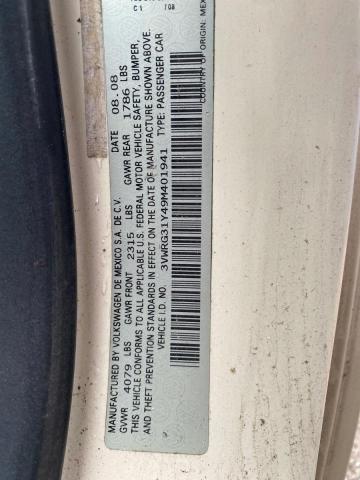 MANUFACTURED BY VOLKSWAGEN DE MEXICO S.A. DE C.V. DATE 08.08
GVWR 4079 LBS GAWR FRONT 2315 LBS GAWR REAR 1786 LBS
THIS VEHICLE CONFORMS TO ALL APPLICABLE U.S. FEDERAL MOTOR VEHICLE SAFETY, BUMPER,
AND THEFT PREVENTION STANDARDS IN EFFECT ON THE DATE OF MANUFACTURE SHOWN ABOVE.
VEHICLE I.D. NO. 3VWRG31Y49M401941 TYPE: PASSENGER CAR
COUNTRY OF ORIGIN: MEX
C1 108